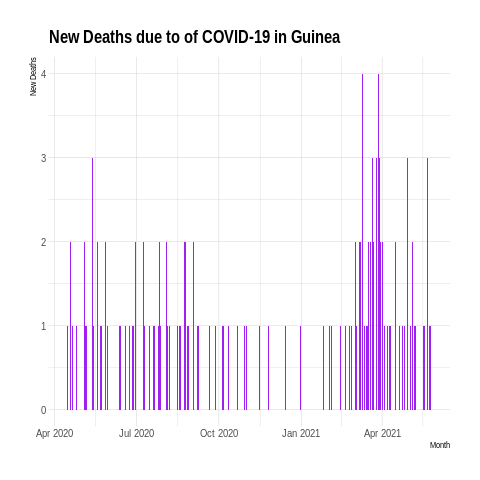 New Deaths due to of COVID-19 in Guinea
New Deaths
4
3
2
1
0
Apr 2020 Jul 2020 Oct 2020 Jan 2021 Apr 2021
Month